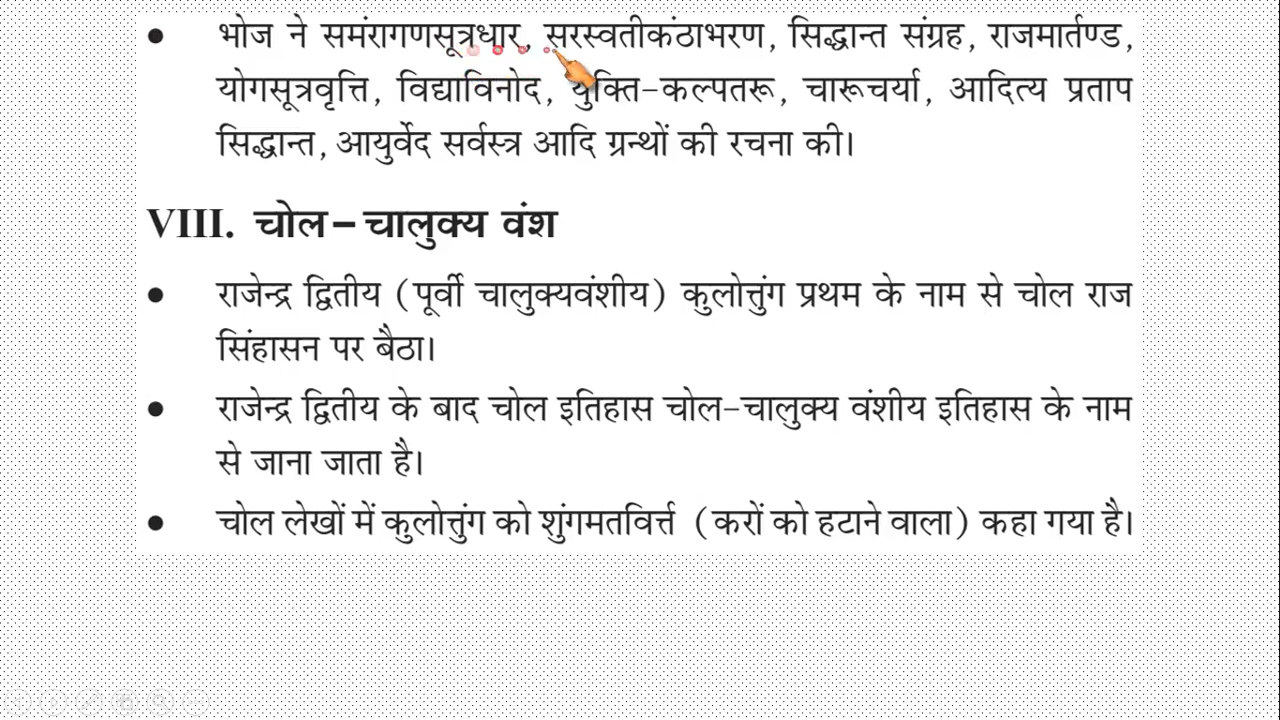 • भोज ने समंरागणसूत्रधार, सरस्वतीकंठाभरण, सिद्धान्त संग्रह, राजमार्तण्ड,
योगसूत्रवृत्ति, विद्याविनोद, युक्ति-कल्पतरू, चारूचर्या, आदित्य प्रताप
सिद्धान्त, आयुर्वेद सर्वस्त्र आदि ग्रन्थों की रचना की।
VIII. चोल-चालुक्य वंश
• राजेन्द्र द्वितीय (पूर्वी चालुक्यवंशीय) कुलोत्तुंग प्रथम के नाम से चोल राज
सिंहासन पर बैठा।
• राजेन्द्र द्वितीय के बाद चोल इतिहास चोल-चालुक्य वंशीय इतिहास के नाम
से जाना जाता है।
• चोल लेखों में कुलोत्तुंग को शुंगमतवित्त (करों को हटाने वाला) कहा गया है।